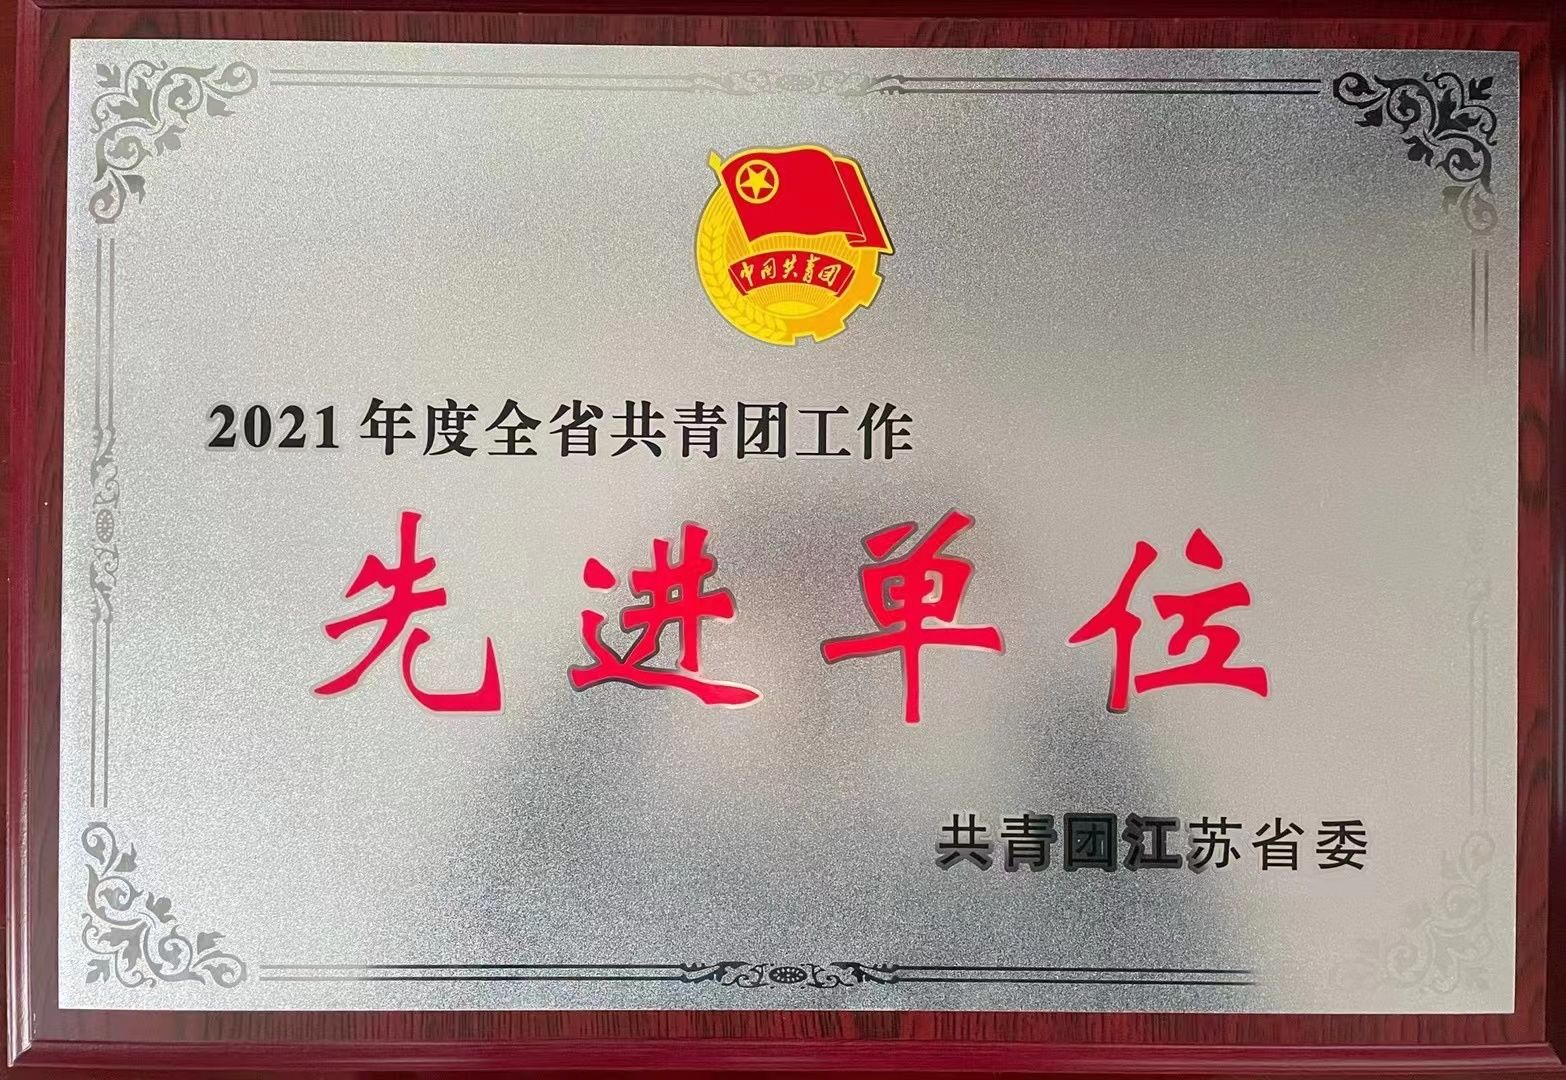 中国共青团
2021年度全省共青团工作
先进单位
共青团江苏省委